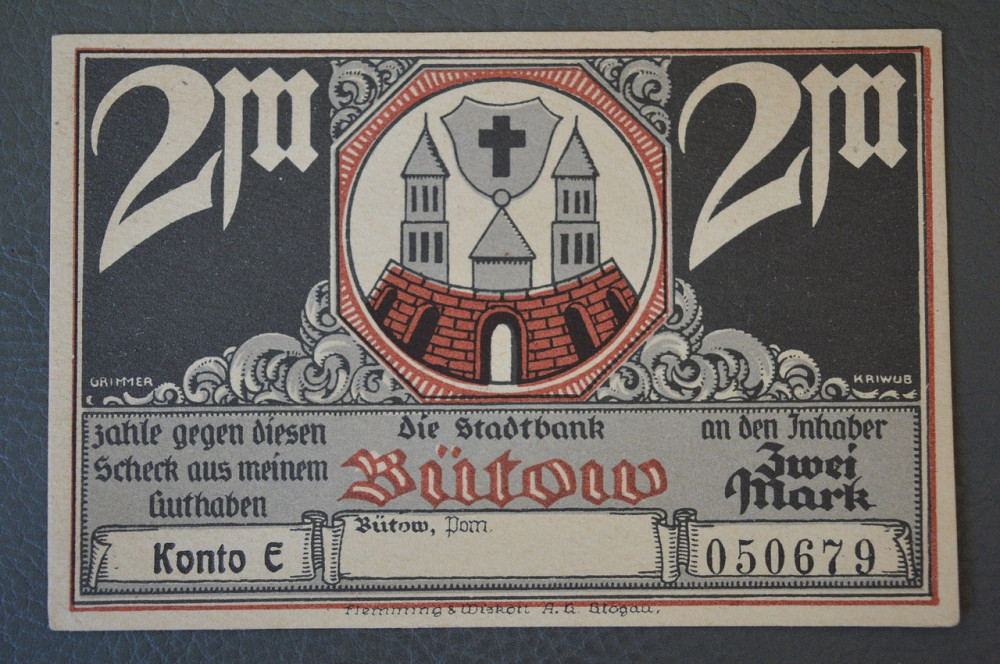 2M
2M
GRIMMER
KRIWUB
zahle gegen diesen
Scheck aus meinem
Guthaben
die Stadtbank
Bütow
an den Inhaber
Zwei
Mark
Konto E
Bütow, Pom.
050679
Flemming & Wiskott A. G. Glogau.